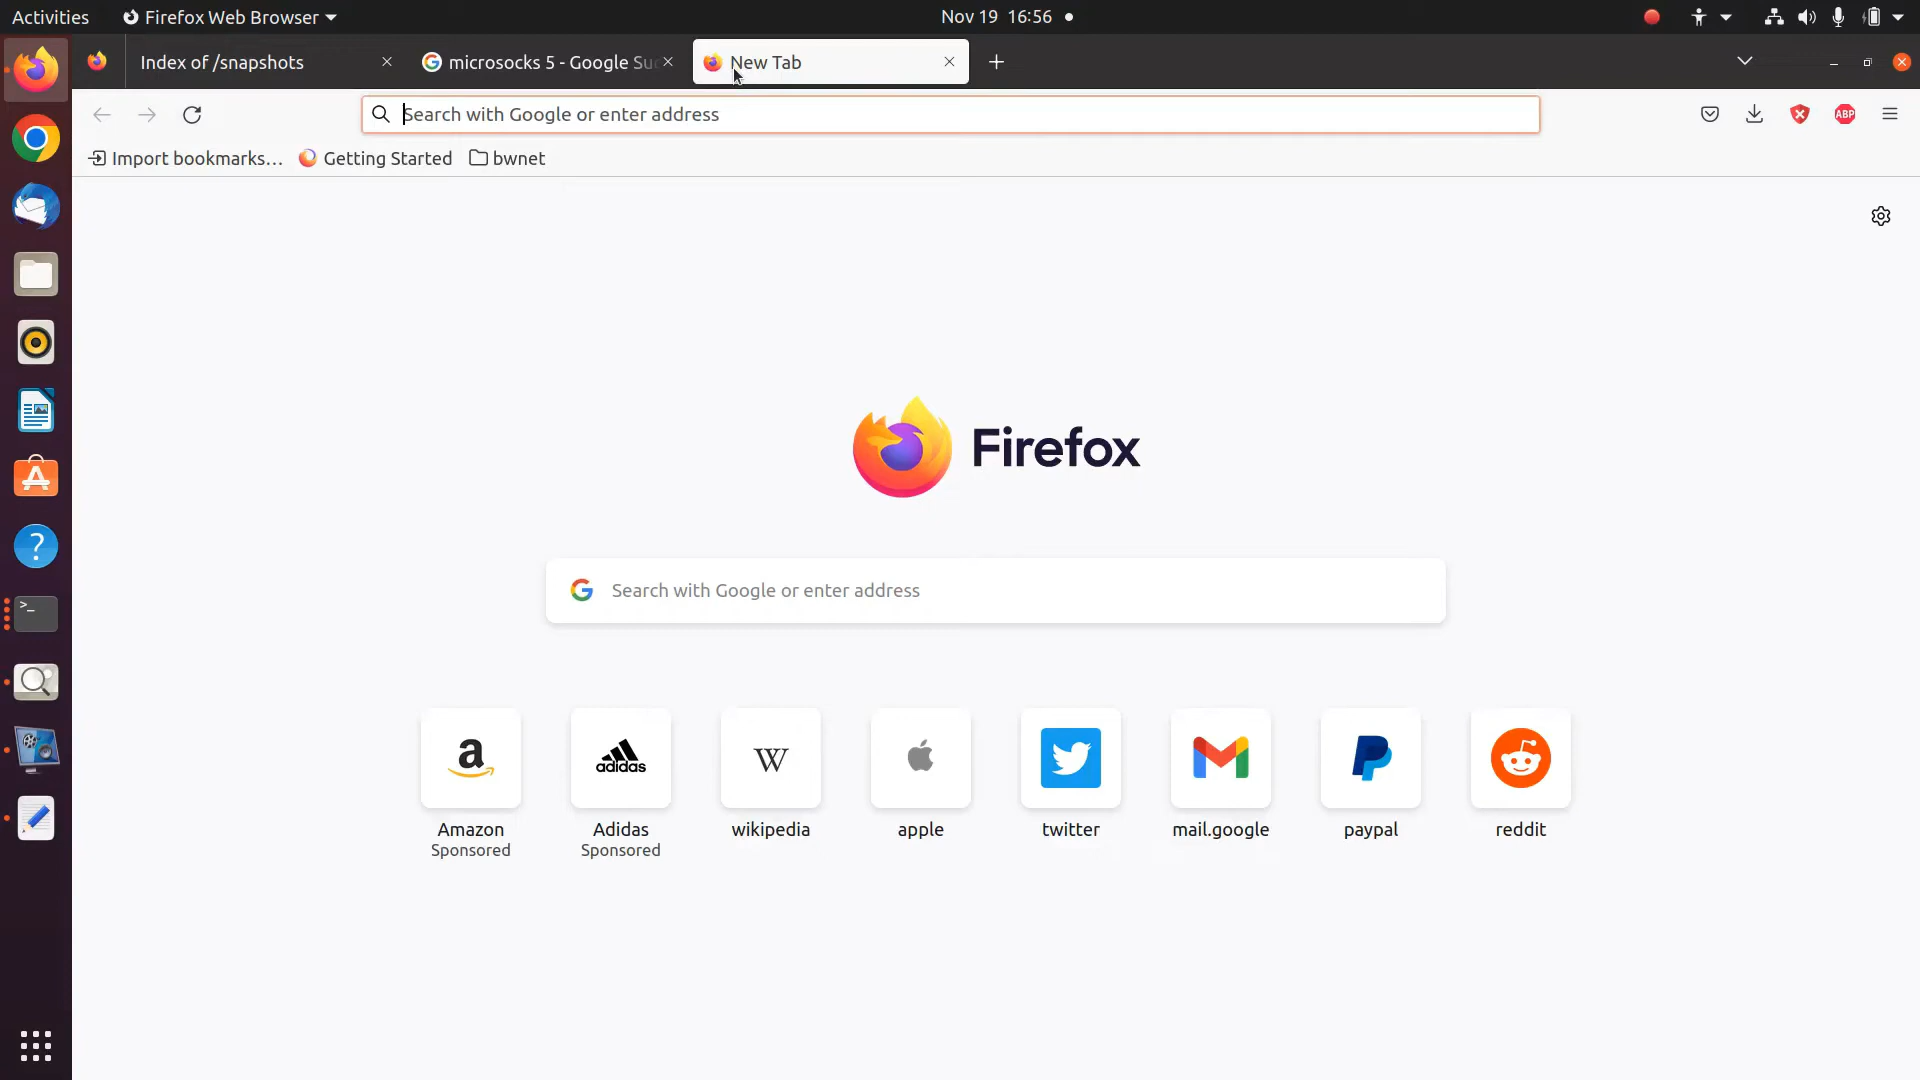 Activities
Firefox Web Browser
Nov 19 16:56
Index of /snapshots
microsocks 5 - Google Su
New Tab
Search with Google or enter address
ABP
Import bookmarks…
Getting Started
bwnet
Firefox
Search with Google or enter address
adidas
W
Amazon
Sponsored
Adidas
Sponsored
wikipedia
apple
twitter
mail.google
paypal
reddit